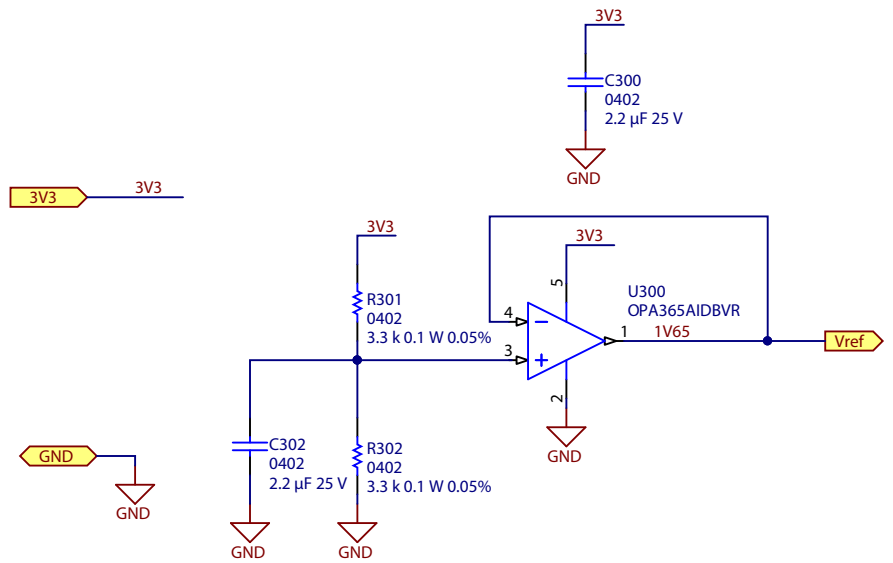 3V3
C300
0402
2.2 µF 25 V
GND
3V3
3V3
3V3
3V3
R301
0402
3.3 k 0.1 W 0.05%
5
U300
OPA365AIDBVR
4
1
1V65
Vref
3
2
GND
C302
0402
2.2 µF 25 V
R302
0402
3.3 k 0.1 W 0.05%
GND
GND
GND
GND